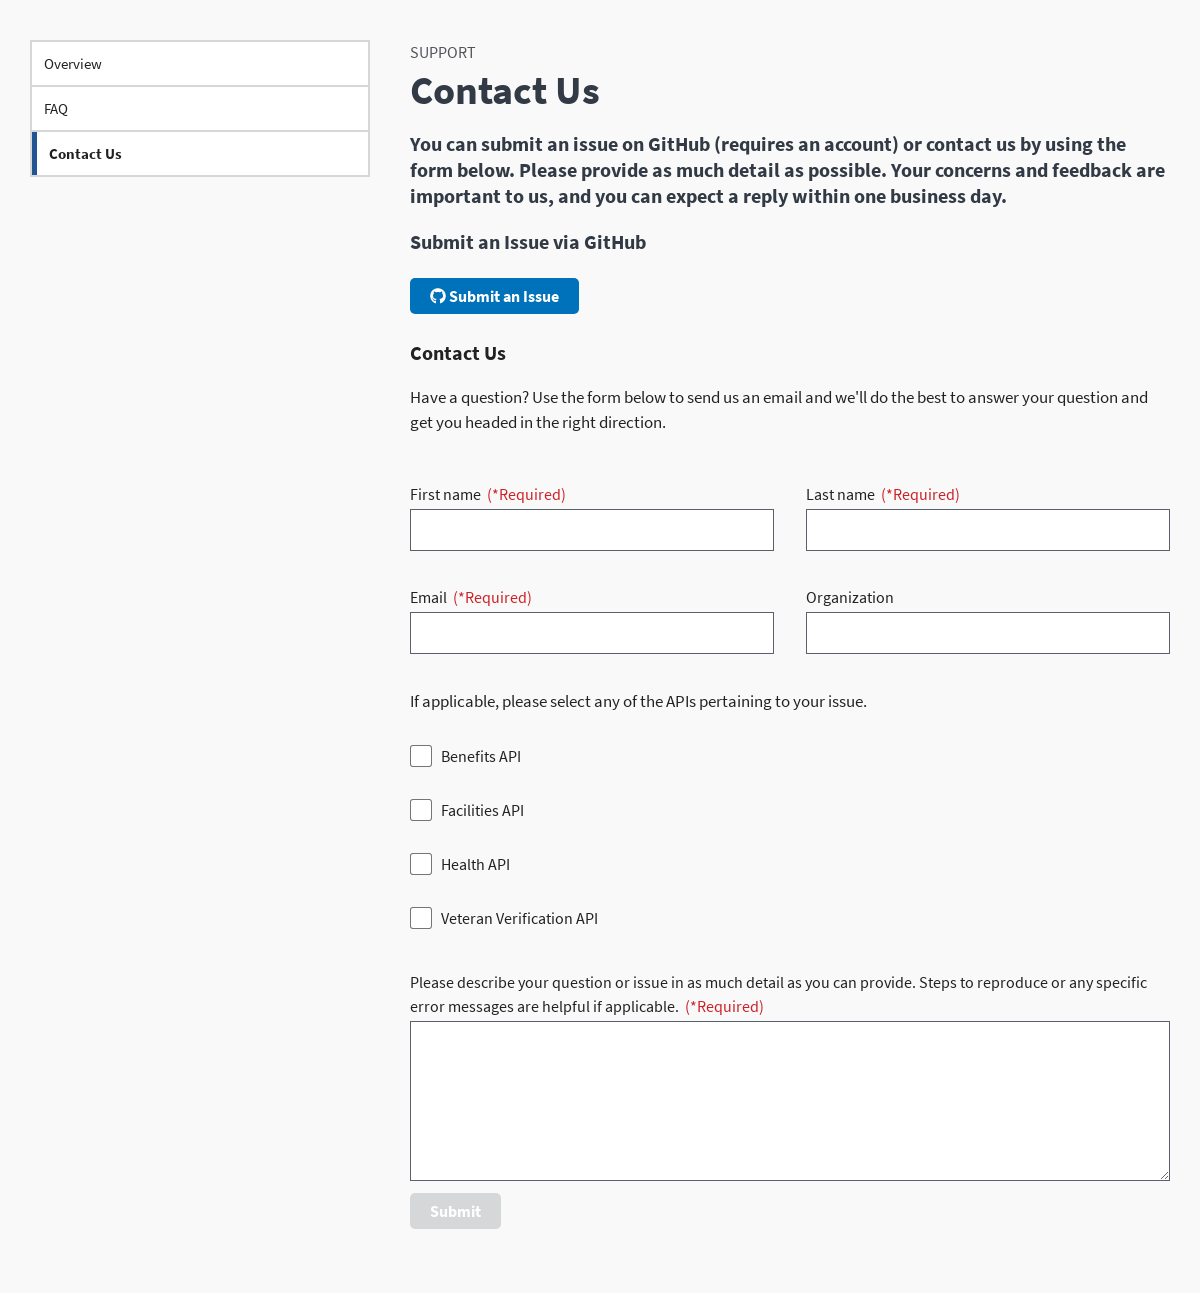 Overview
FAQ
Contact Us
SUPPORT
Contact Us
You can submit an issue on GitHub (requires an account) or contact us by using the
form below. Please provide as much detail as possible. Your concerns and feedback are
important to us, and you can expect a reply within one business day.
Submit an Issue via GitHub
Submit an Issue
Contact Us
Have a question? Use the form below to send us an email and we'll do the best to answer your question and
get you headed in the right direction.
First name (*Required)
Last name (*Required)
Email (*Required)
Organization
If applicable, please select any of the APIs pertaining to your issue.
Benefits API
Facilities API
Health API
Veteran Verification API
Please describe your question or issue in as much detail as you can provide. Steps to reproduce or any specific
error messages are helpful if applicable. (*Required)
Submit